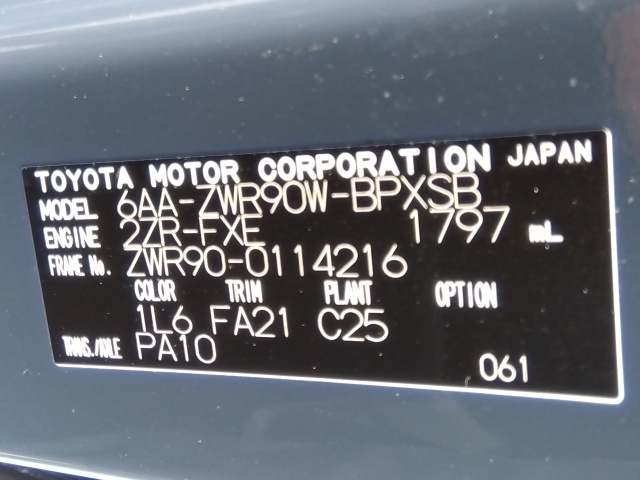 TOYOTA MOTOR CORPORATION JAPAN
MODEL 6AA-ZWR90W-BPXSB
ENGINE 2ZR-FXE 1797 mL
FRAME No. ZWR90-0114216
COLOR TRIM PLANT OPTION
1L6 FA21 C25
TRANS./AXLE PA10
061